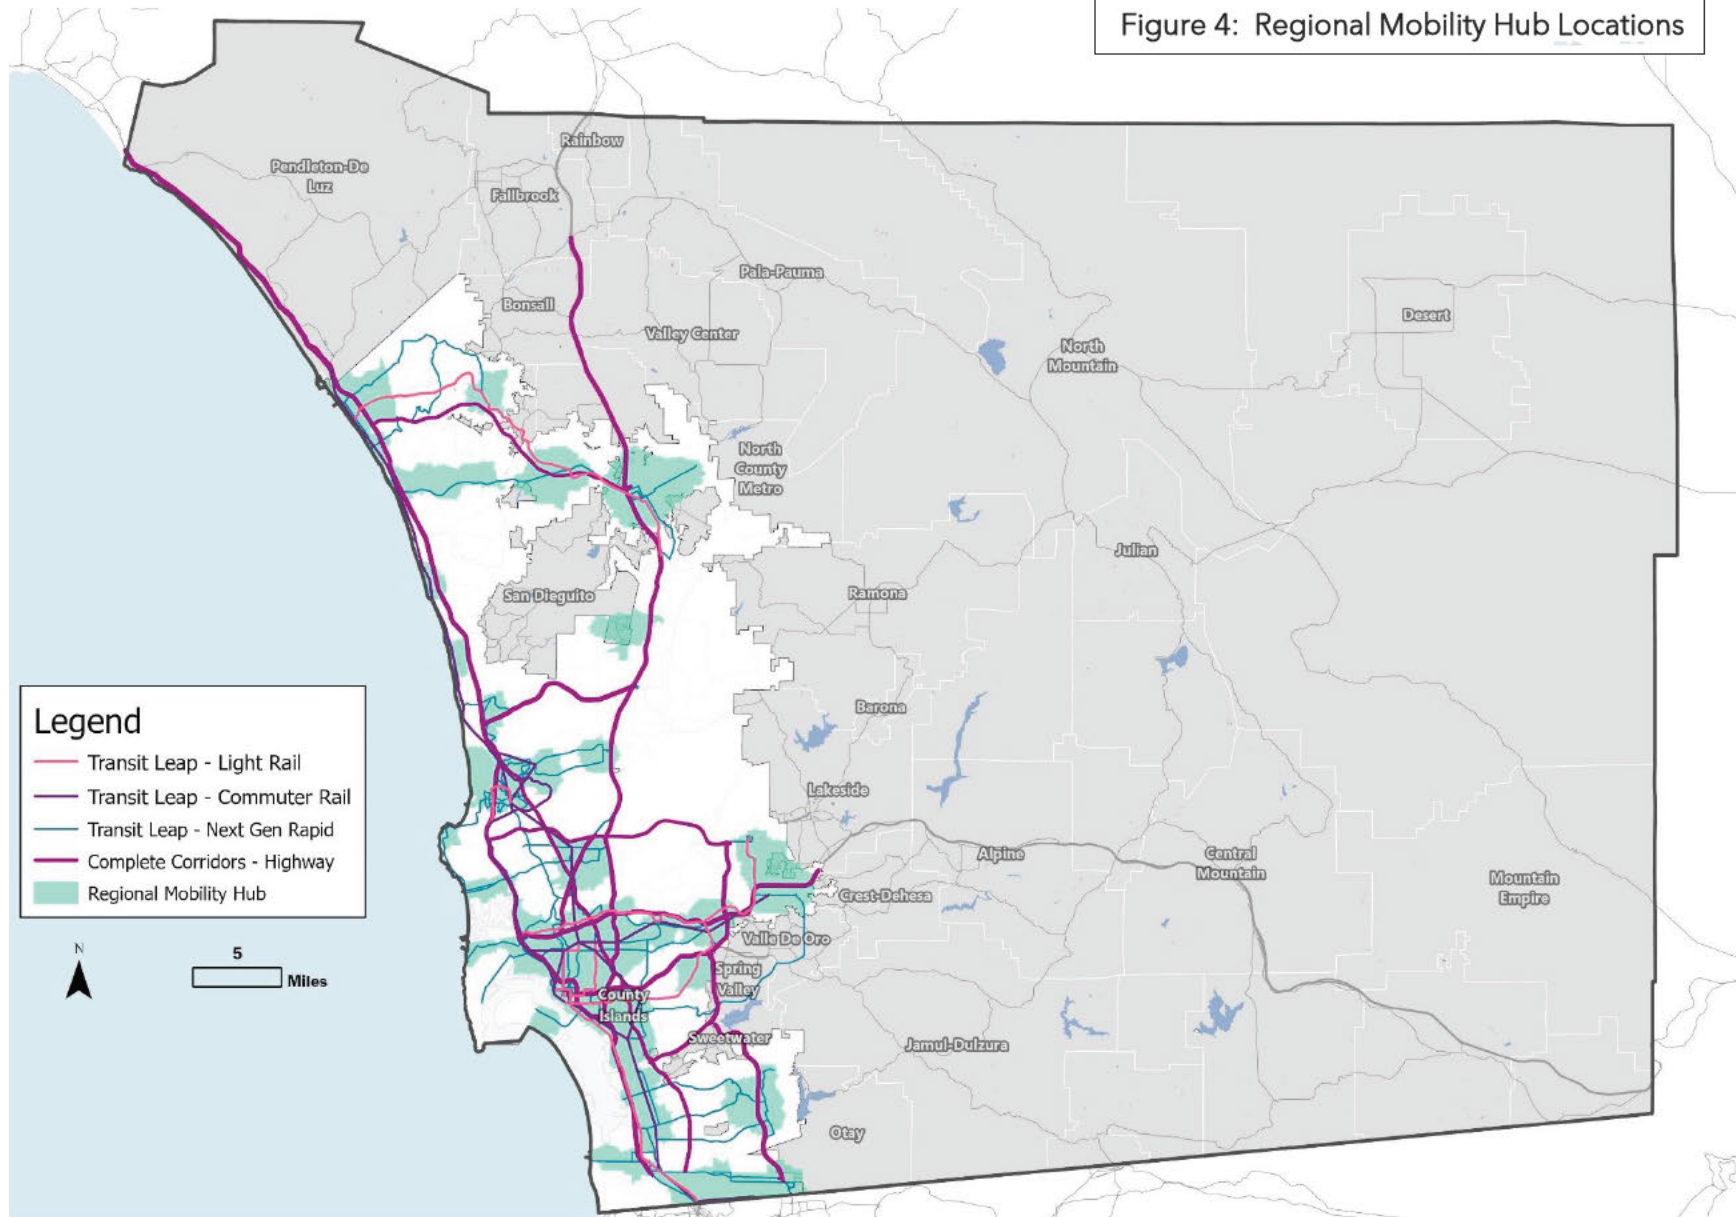 Figure 4: Regional Mobility Hub Locations
Rainbow
Pendleton-De
Luz
Fallbrook
Pala-Pauma
Bonsall
Desert
Valley Center
North
Mountain
North
County
Metro
Julian
San Dieguito
Ramona
Barona
Legend
Transit Leap - Light Rail
Transit Leap - Commuter Rail
Transit Leap - Next Gen Rapid
Complete Corridors - Highway
Regional Mobility Hub
Lakeside
Alpine
Central
Mountain
Mountain
Empire
Crest-Dehesa
Valle De Oro
N
5
Miles
Spring
Valley
County
Islands
Sweetwater
Jamul-Dulzura
Otay